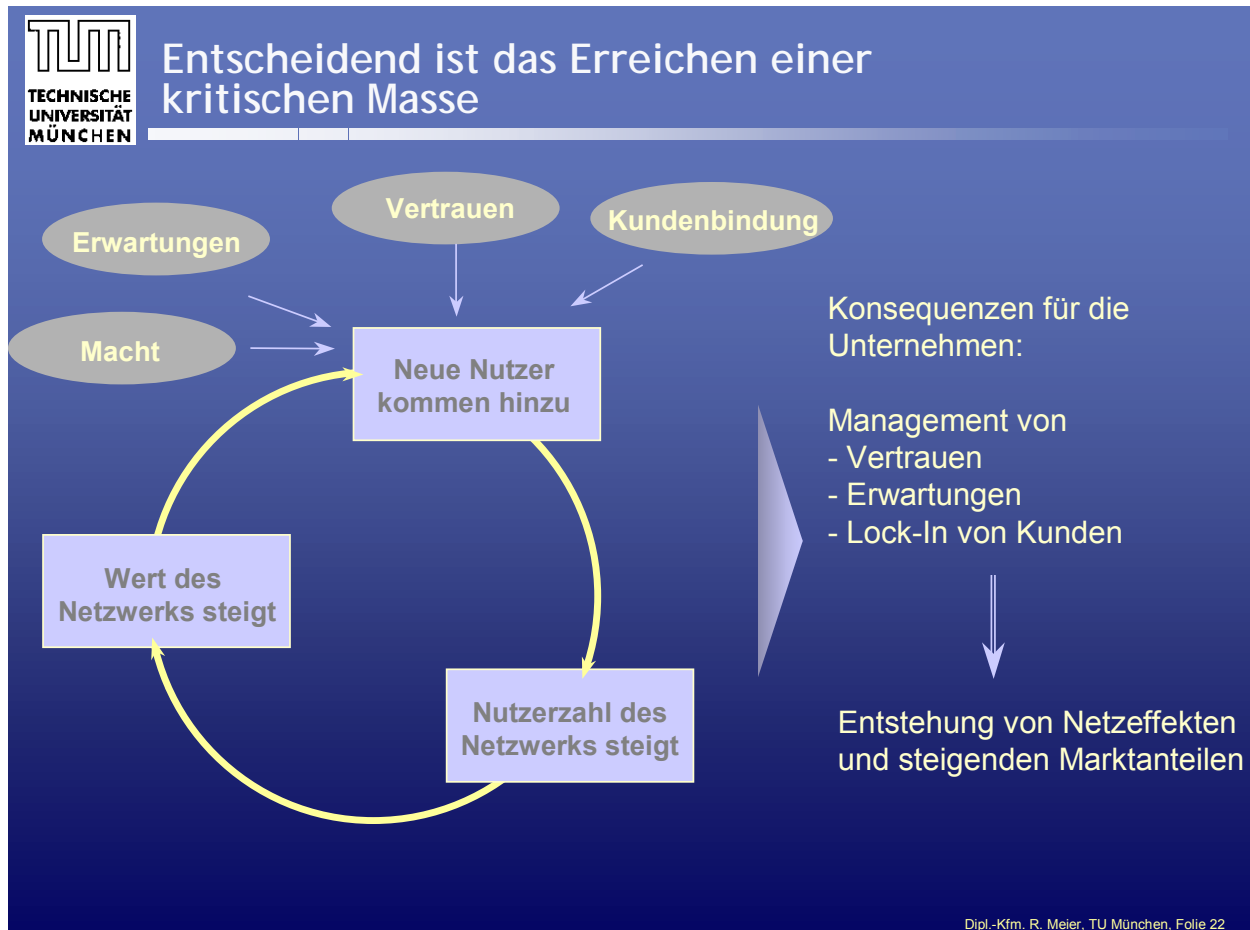 TECHNISCHE
UNIVERSITÄT
MÜNCHEN
Entscheidend ist das Erreichen einer
kritischen Masse
Vertrauen
Kundenbindung
Erwartungen
Macht
Neue Nutzer
kommen hinzu
Wert des
Netzwerks steigt
Nutzerzahl des
Netzwerks steigt
Konsequenzen für die
Unternehmen:
Management von
- Vertrauen
- Erwartungen
- Lock-In von Kunden
Entstehung von Netzeffekten
und steigenden Marktanteilen
Dipl.-Kfm. R. Meier, TU München, Folie 22